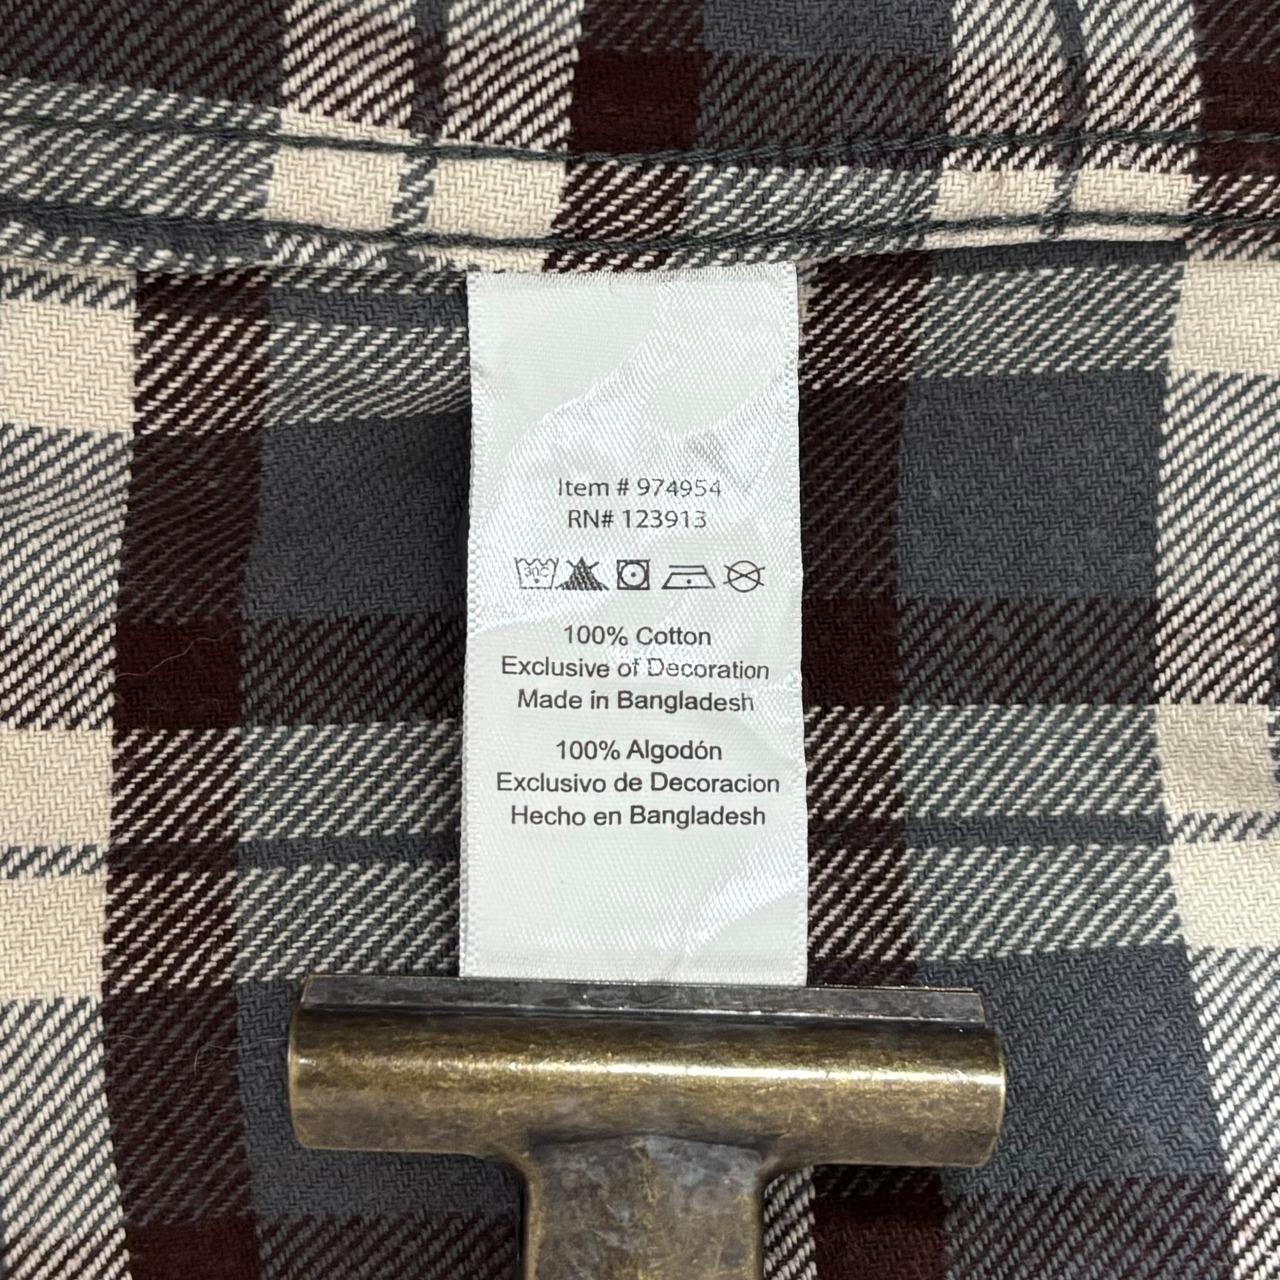 Item # 974954
RN# 123913
30C
100% Cotton
Exclusive of Decoration
Made in Bangladesh
100% Algodón
Exclusivo de Decoracion
Hecho en Bangladesh